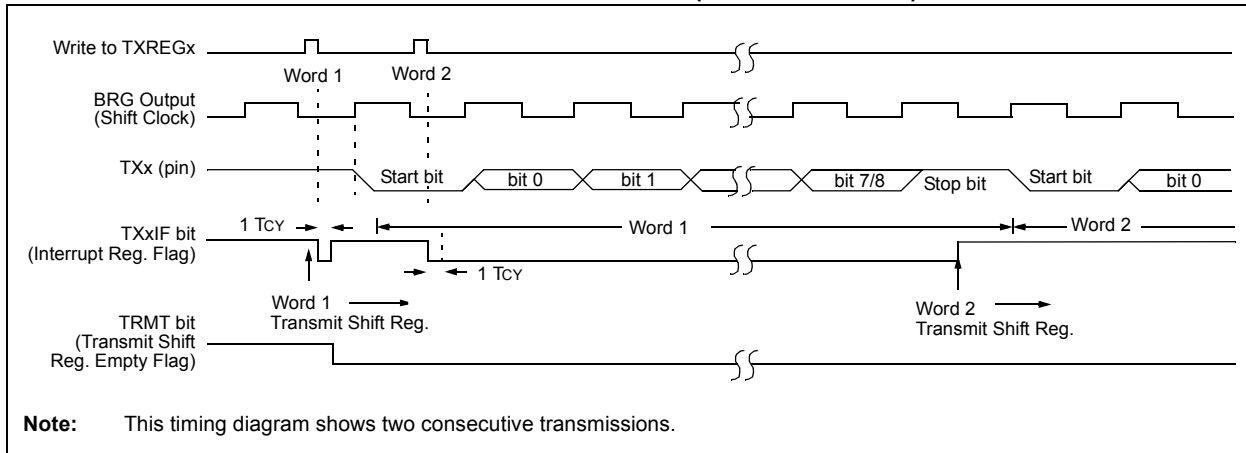 Write to TXREGx
Word 1
Word 2
BRG Output
(Shift Clock)
TXx (pin)
Start bit
bit 0
bit 1
bit 7/8
Stop bit
Start bit
bit 0
1 TCY
Word 1
Word 2
TXxIF bit
(Interrupt Reg. Flag)
1 TCY
Word 1
Transmit Shift Reg.
Word 2
Transmit Shift Reg.
TRMT bit
(Transmit Shift
Reg. Empty Flag)
Note: This timing diagram shows two consecutive transmissions.